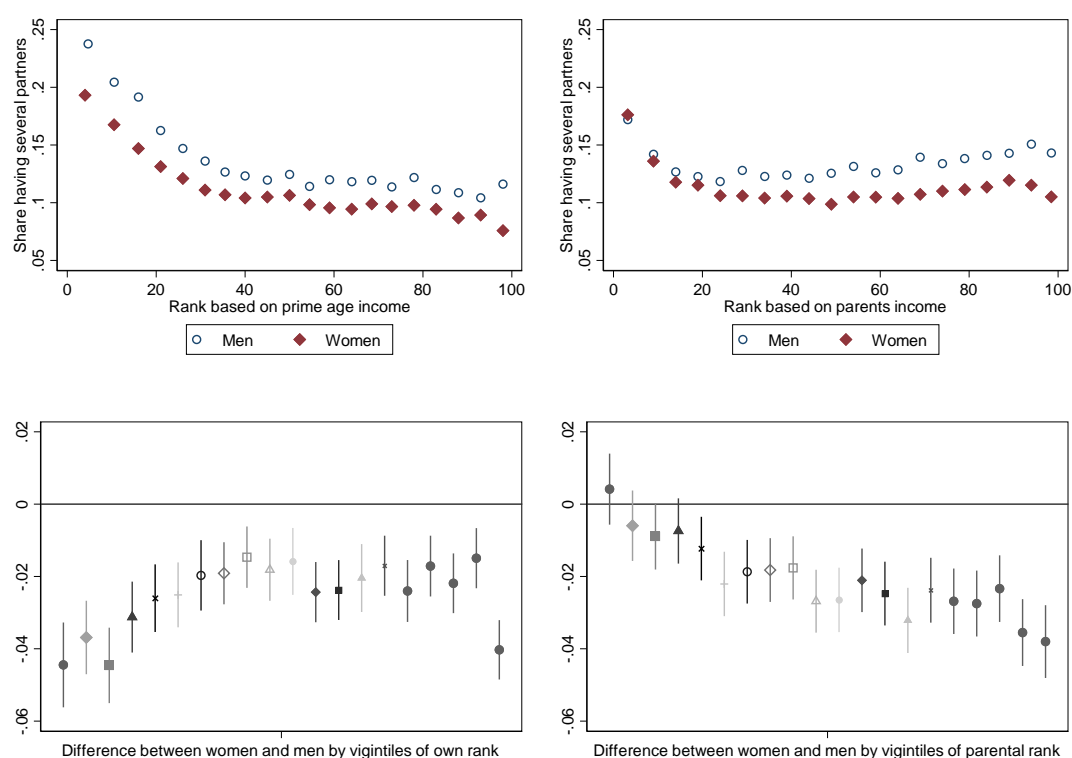 Share having several partners
.25
.2
.15
.1
.05
0 20 40 60 80 100
Rank based on prime age income
Men Women
Share having several partners
.25
.2
.15
.1
.05
0 20 40 60 80 100
Rank based on parents income
Men Women
.02
0
-.02
-.04
-.06
Difference between women and men by vigintiles of own rank
.02
0
-.02
-.04
-.06
Difference between women and men by vigintiles of parental rank